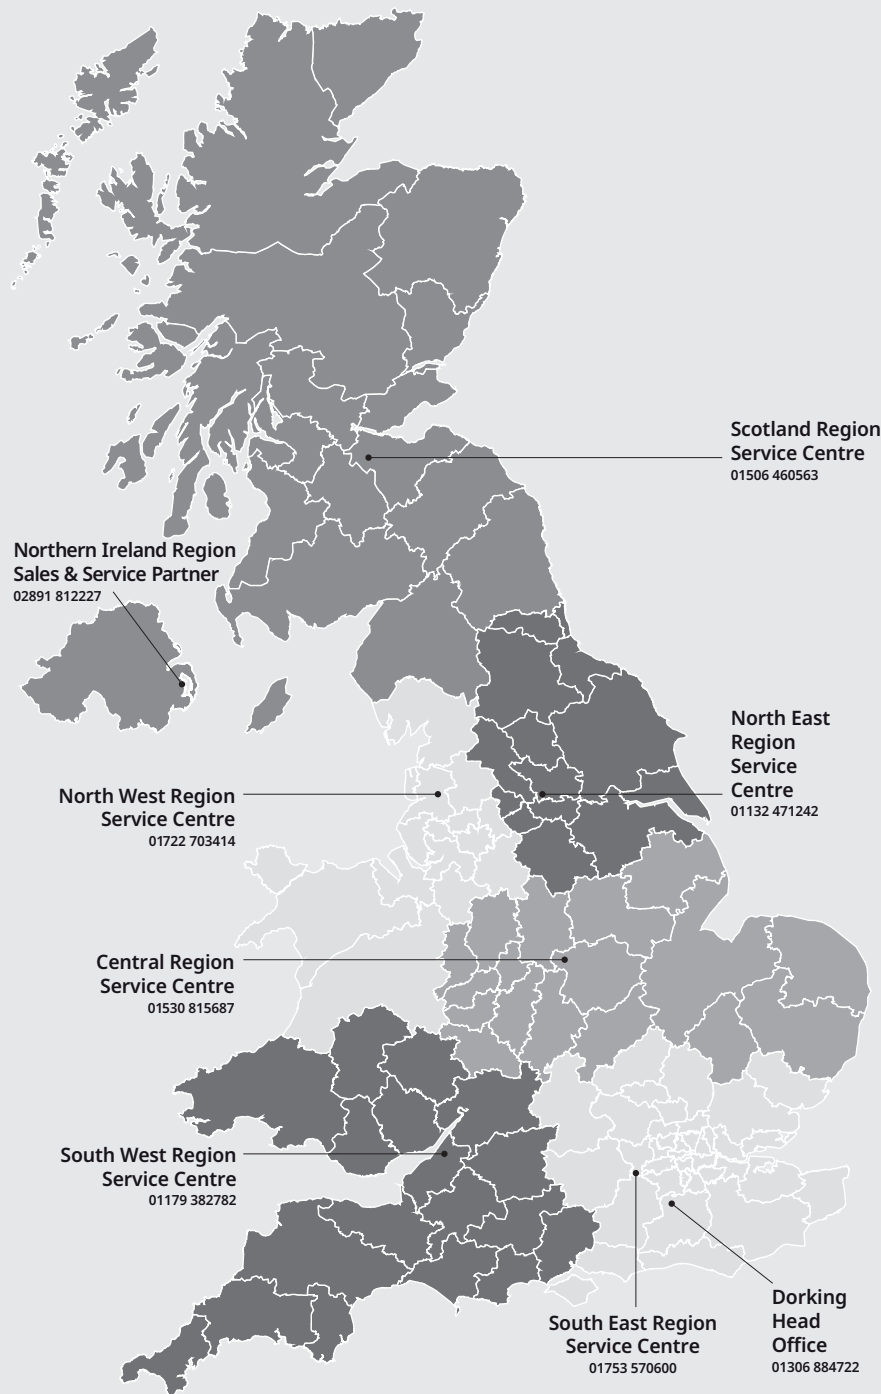 Scotland Region
Service Centre
01506 460563
Northern Ireland Region
Sales & Service Partner
02891 812227
North East
Region
Service
Centre
01132 471242
North West Region
Service Centre
01722 703414
Central Region
Service Centre
01530 815687
South West Region
Service Centre
01179 382782
South East Region
Service Centre
01753 570600
Dorking
Head
Office
01306 884722